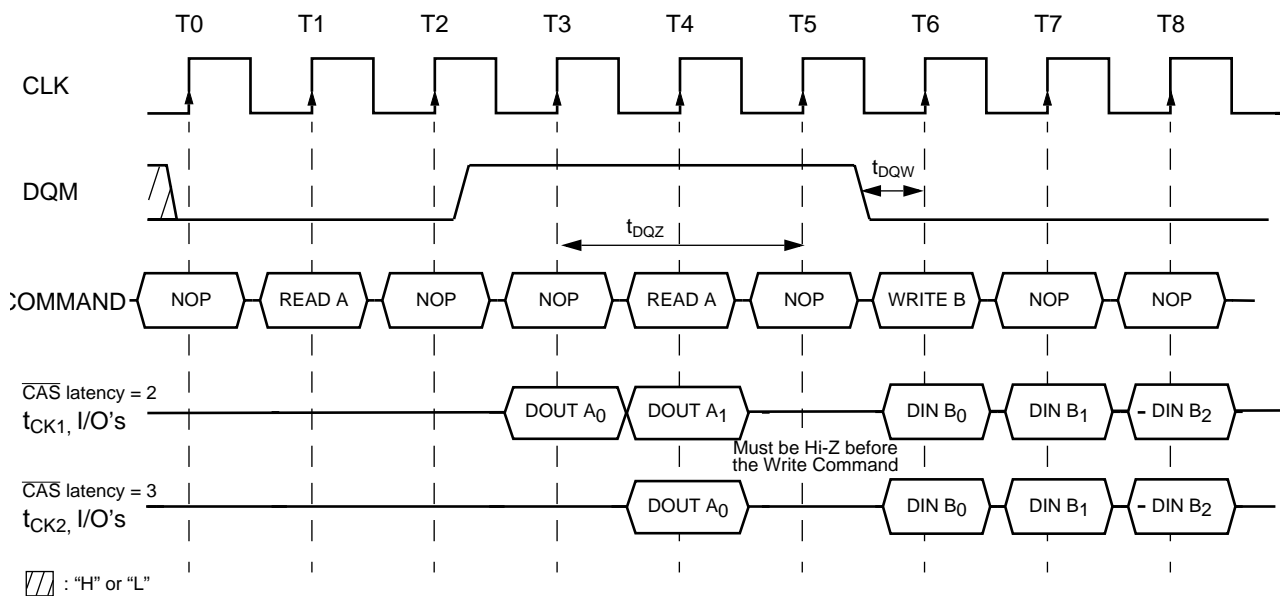 T0 T1 T2 T3 T4 T5 T6 T7 T8
CLK
DQM
tDQW
tDQZ
COMMAND NOP READ A NOP NOP READ A NOP WRITE B NOP NOP
CAS latency = 2
tCK1, I/O's
DOUT A0 DOUT A1 DIN B0 DIN B1 DIN B2
Must be Hi-Z before
the Write Command
CAS latency = 3
tCK2, I/O's
DOUT A0 DIN B0 DIN B1 DIN B2
: “H” or “L”